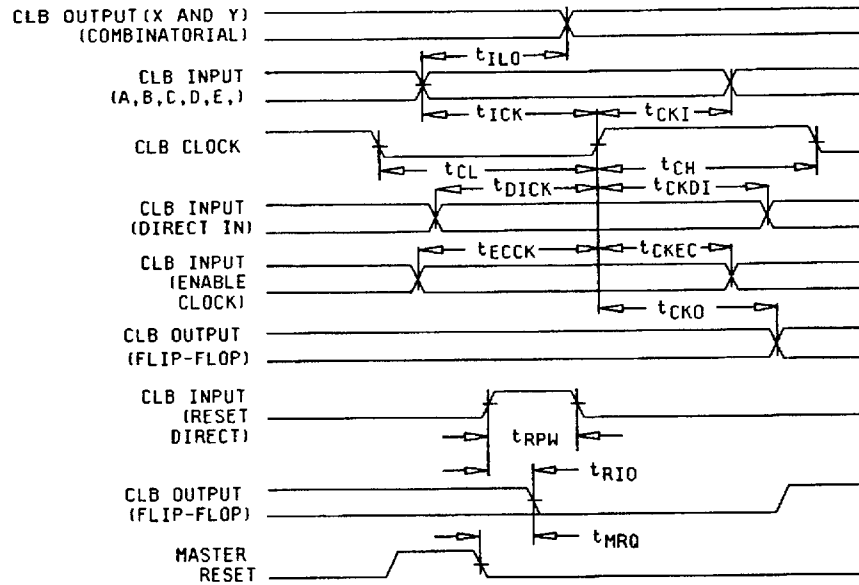 CLB OUTPUT(X AND Y)
(COMBINATORIAL)
tILO
CLB INPUT
(A,B,C,D,E,)
tICK
tCKI
CLB CLOCK
tCL
tCH
tDICK
tCKDI
CLB INPUT
(DIRECT IN)
tECCK
tCKEC
CLB INPUT
(ENABLE
CLOCK)
tCKO
CLB OUTPUT
(FLIP-FLOP)
CLB INPUT
(RESET
DIRECT)
tRPW
tRIO
CLB OUTPUT
(FLIP-FLOP)
tMRQ
MASTER
RESET